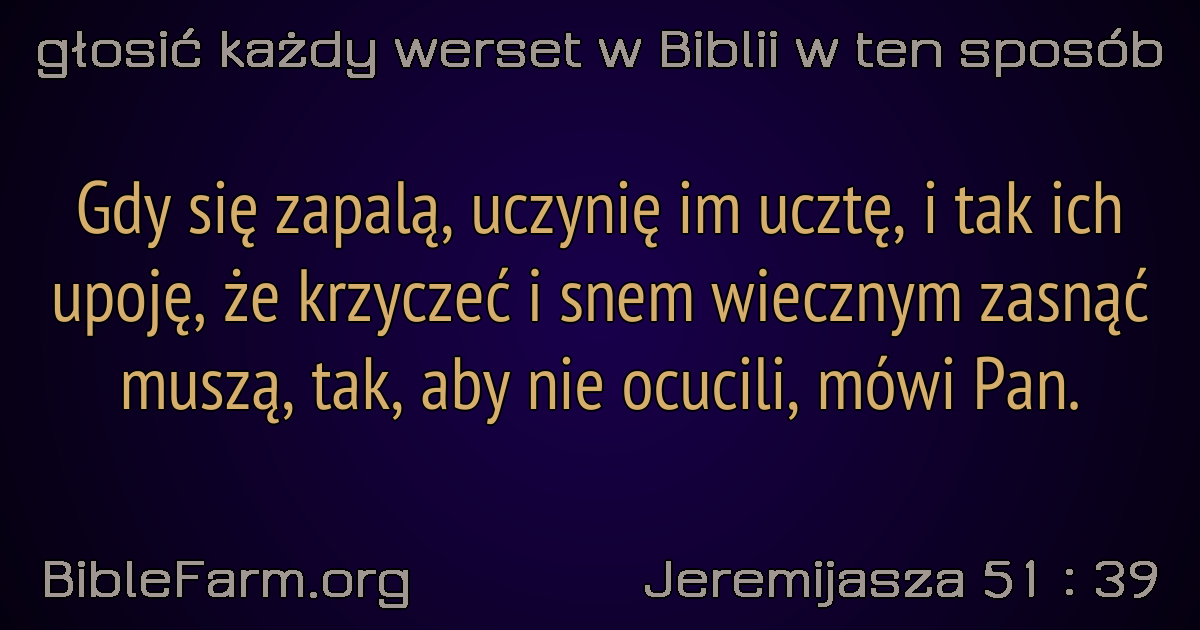 głosić każdy werset w Biblii w ten sposób
Gdy się zapalą, uczynię im ucztę, i tak ich
upoję, że krzyczeć i snem wiecznym zasnąć
muszą, tak, aby nie ocucili, mówi Pan.
BibleFarm.org
Jeremijasza 51 : 39